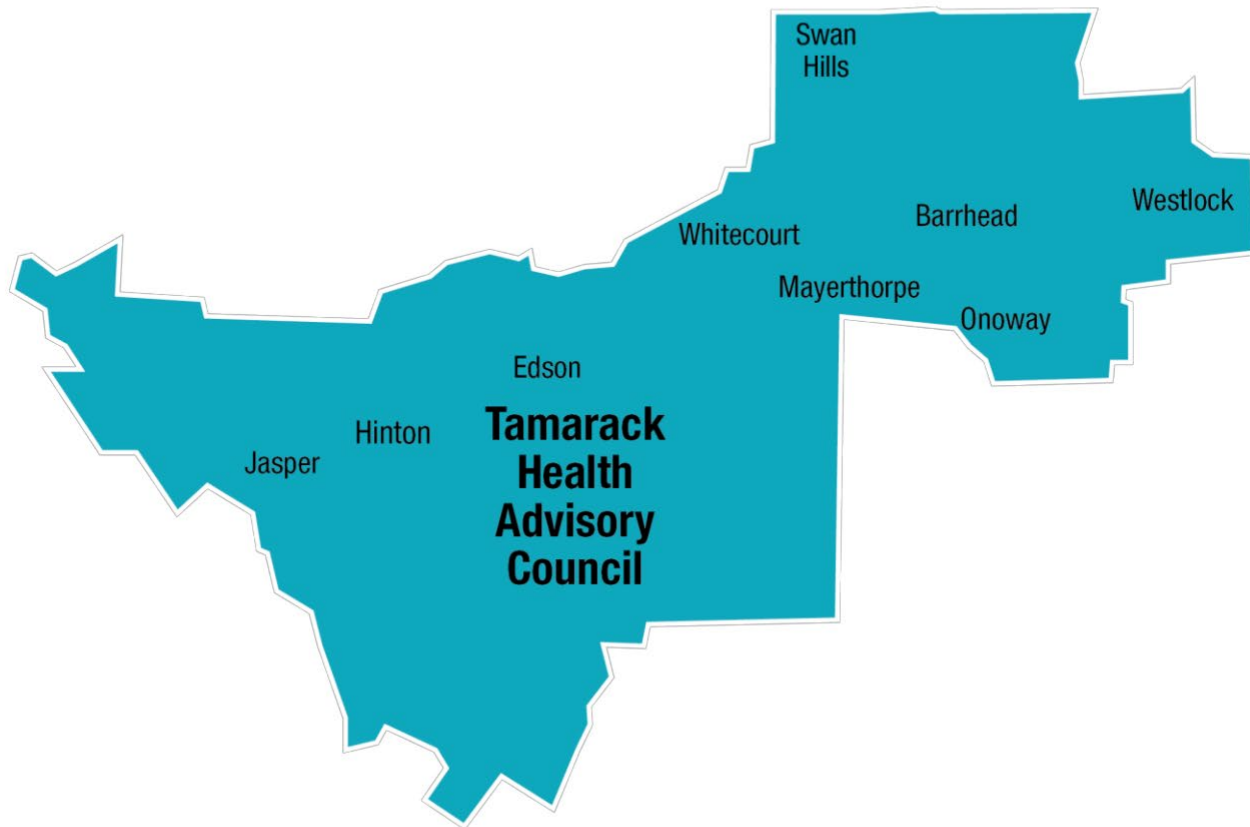 Swan
Hills
Westlock
Barrhead
Whitecourt
Mayerthorpe
Onoway
Edson
Tamarack
Health
Advisory
Council
Hinton
Jasper